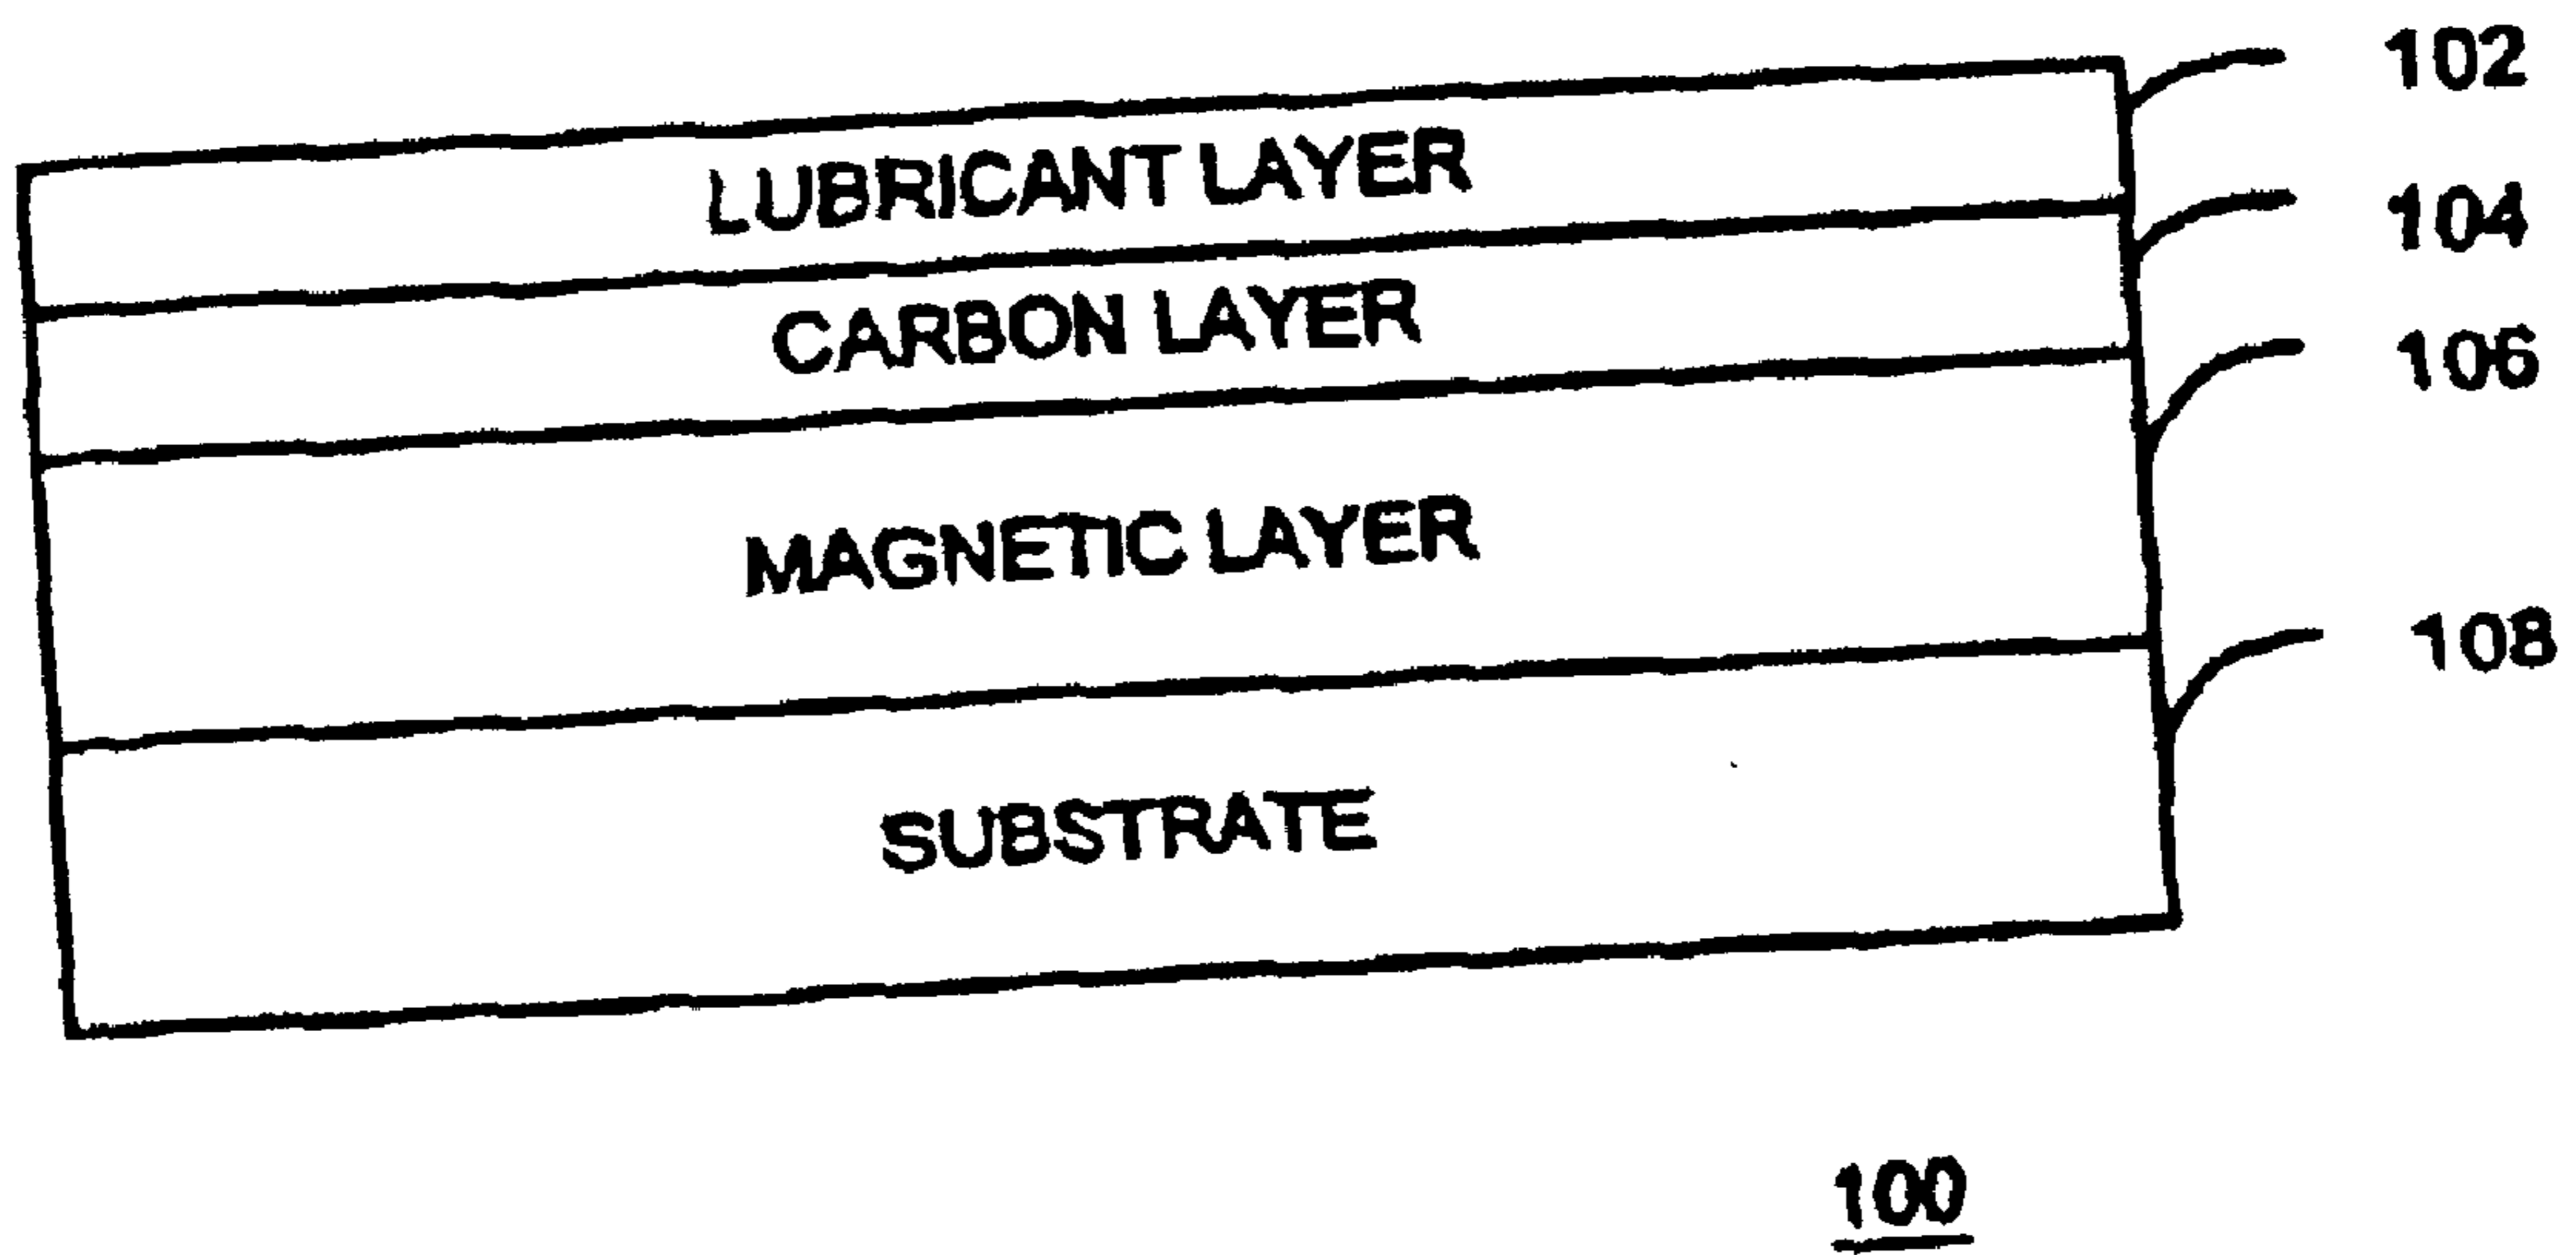 102
LUBRICANT LAYER
104
CARBON LAYER
106
MAGNETIC LAYER
108
SUBSTRATE
100